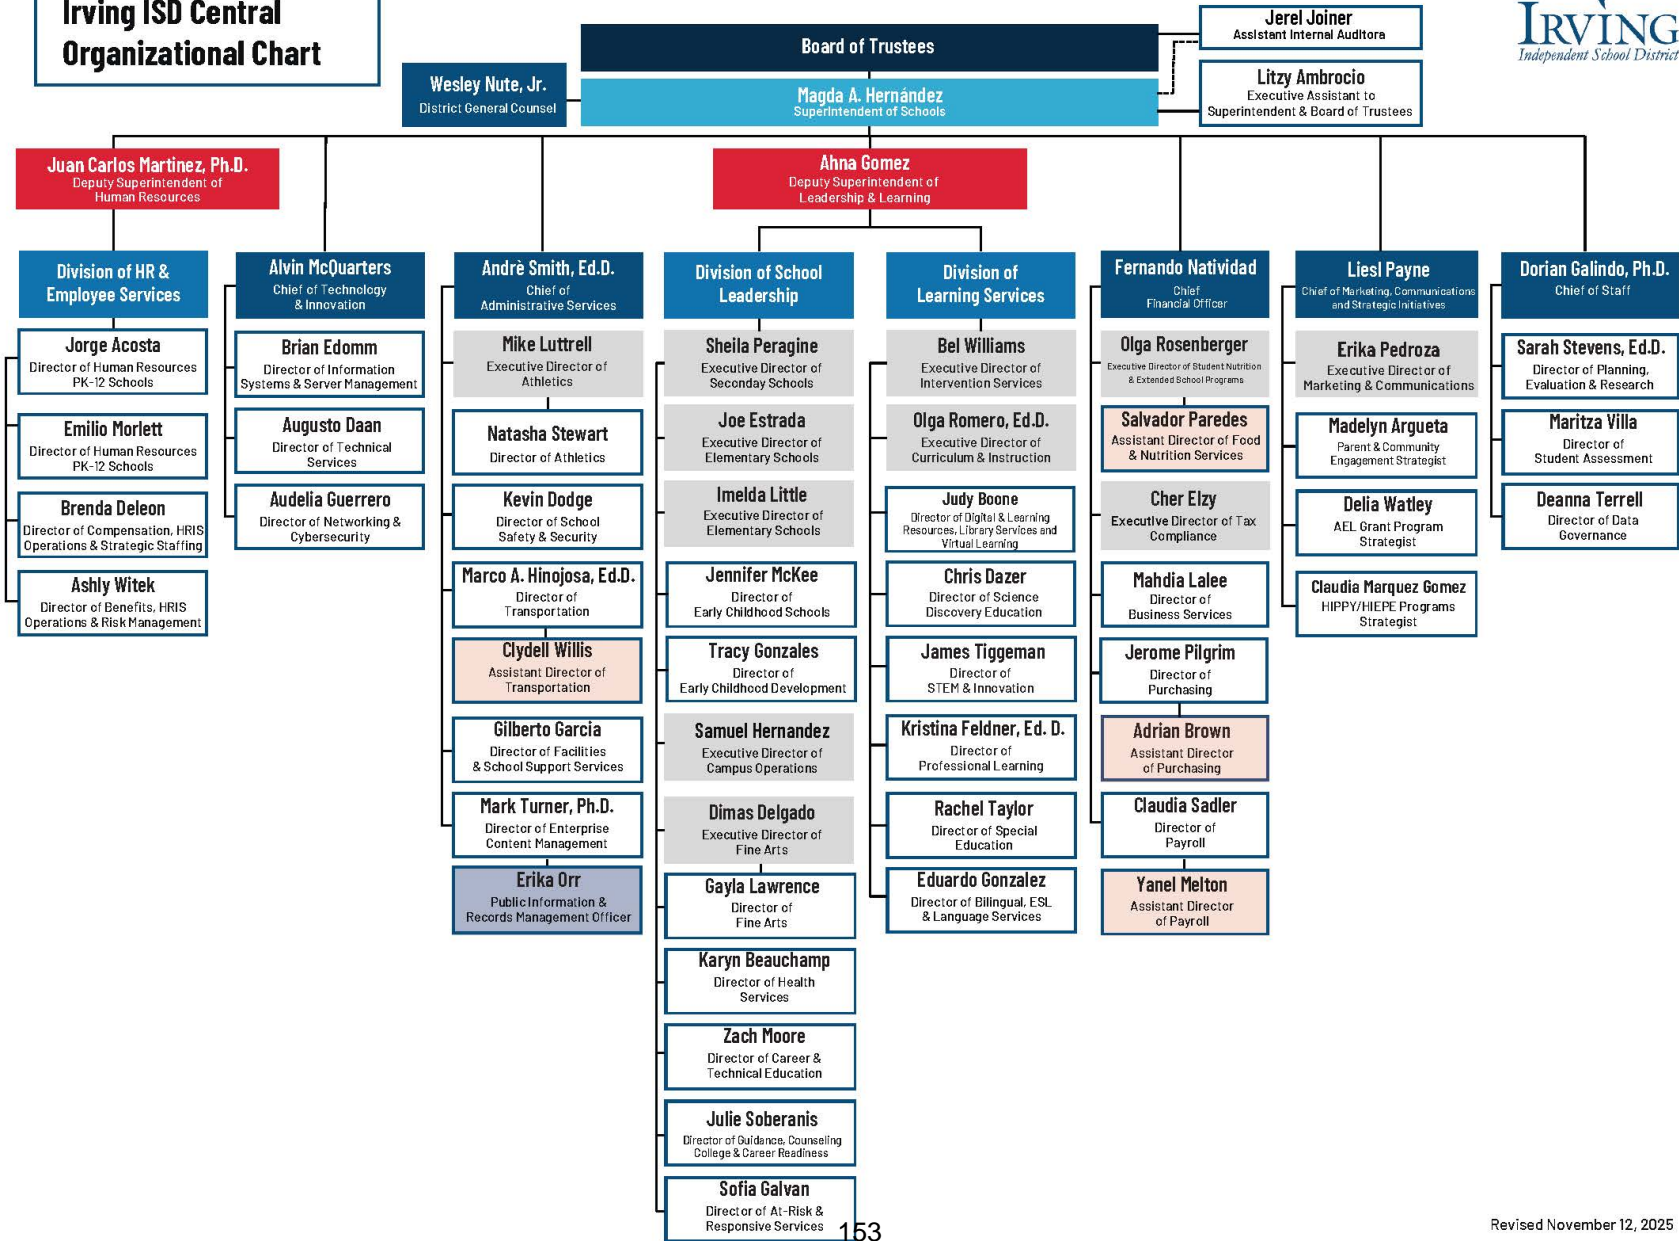 Irving ISD Central
Organizational Chart
IRVING
Independent School District
Board of Trustees
Jerel Joiner
Assistant Internal Auditora
Wesley Nute, Jr.
District General Counsel
Magda A. Hernández
Superintendent of Schools
Litzy Ambrocio
Executive Assistant to
Superintendent & Board of Trustees
Juan Carlos Martinez, Ph.D.
Deputy Superintendent of
Human Resources
Ahna Gomez
Deputy Superintendent of
Leadership & Learning
Division of HR &
Employee Services
Jorge Acosta
Director of Human Resources
PK-12 Schools
Emilio Morlett
Director of Human Resources
PK-12 Schools
Brenda Deleon
Director of Compensation, HRIS
Operations & Strategic Staffing
Ashly Witek
Director of Benefits, HRIS
Operations & Risk Management
Alvin McQuarters
Chief of Technology
& Innovation
Brian Edomm
Director of Information
Systems & Server Management
Augusto Daan
Director of Technical
Services
Audelia Guerrero
Director of Networking &
Cybersecurity
Andrè Smith, Ed.D.
Chief of
Administrative Services
Mike Luttrell
Executive Director of
Athletics
Natasha Stewart
Director of Athletics
Kevin Dodge
Director of School
Safety & Security
Marco A. Hinojosa, Ed.D.
Director of
Transportation
Clydell Willis
Assistant Director of
Transportation
Gilberto Garcia
Director of Facilities
& School Support Services
Mark Turner, Ph.D.
Director of Enterprise
Content Management
Erika Orr
Public Information &
Records Management Officer
Division of School
Leadership
Sheila Peragine
Executive Director of
Seconday Schools
Joe Estrada
Executive Director of
Elementary Schools
Imelda Little
Executive Director of
Elementary Schools
Jennifer McKee
Director of
Early Childhood Schools
Tracy Gonzales
Director of
Early Childhood Development
Samuel Hernandez
Executive Director of
Campus Operations
Dimas Delgado
Executive Director of
Fine Arts
Gayla Lawrence
Director of
Fine Arts
Karyn Beauchamp
Director of Health
Services
Zach Moore
Director of Career &
Technical Education
Julie Soberanis
Director of Guidance, Counseling
College & Career Readiness
Sofia Galvan
Director of At-Risk &
Responsive Services
Division of
Learning Services
Bel Williams
Executive Director of
Intervention Services
Olga Romero, Ed.D.
Executive Director of
Curriculum & Instruction
Judy Boone
Director of Digital & Learning
Resources, Library Services and
Virtual Learning
Chris Dazer
Director of Science
Discovery Education
James Tiggeman
Director of
STEM & Innovation
Kristina Feldner, Ed. D.
Director of
Professional Learning
Rachel Taylor
Director of Special
Education
Eduardo Gonzalez
Director of Bilingual, ESL
& Language Services
Fernando Natividad
Chief
Financial Officer
Olga Rosenberger
Executive Director of Student Nutrition
& Extended School Programs
Salvador Paredes
Assistant Director of Food
& Nutrition Services
Cher Elzy
Executive Director of Tax
Compliance
Mahdia Lalee
Director of
Business Services
Jerome Pilgrim
Director of
Purchasing
Adrian Brown
Assistant Director
of Purchasing
Claudia Sadler
Director of
Payroll
Yanel Melton
Assistant Director
of Payroll
Liesl Payne
Chief of Marketing, Communications
and Strategic Initiatives
Erika Pedroza
Executive Director of
Marketing & Communications
Madelyn Argueta
Parent & Community
Engagement Strategist
Delia Watley
AEL Grant Program
Strategist
Claudia Marquez Gomez
HIPPY/HIEPE Programs
Strategist
Dorian Galindo, Ph.D.
Chief of Staff
Sarah Stevens, Ed.D.
Director of Planning,
Evaluation & Research
Maritza Villa
Director of
Student Assessment
Deanna Terrell
Director of Data
Governance
153
Revised November 12, 2025